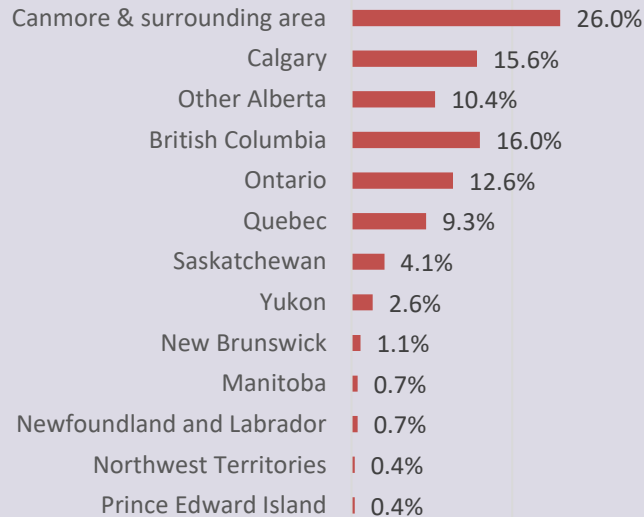 Canmore & surrounding area 26.0%
Calgary 15.6%
Other Alberta 10.4%
British Columbia 16.0%
Ontario 12.6%
Quebec 9.3%
Saskatchewan 4.1%
Yukon 2.6%
New Brunswick 1.1%
Manitoba 0.7%
Newfoundland and Labrador 0.7%
Northwest Territories 0.4%
Prince Edward Island 0.4%